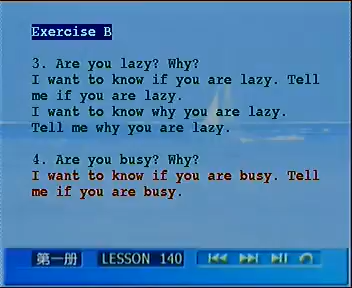 Exercise B
3. Are you lazy? Why?
I want to know if you are lazy. Tell
me if you are lazy.
I want to know why you are lazy.
Tell me why you are lazy.
4. Are you busy? Why?
I want to know if you are busy. Tell
me if you are busy.
第一册 LESSON 140